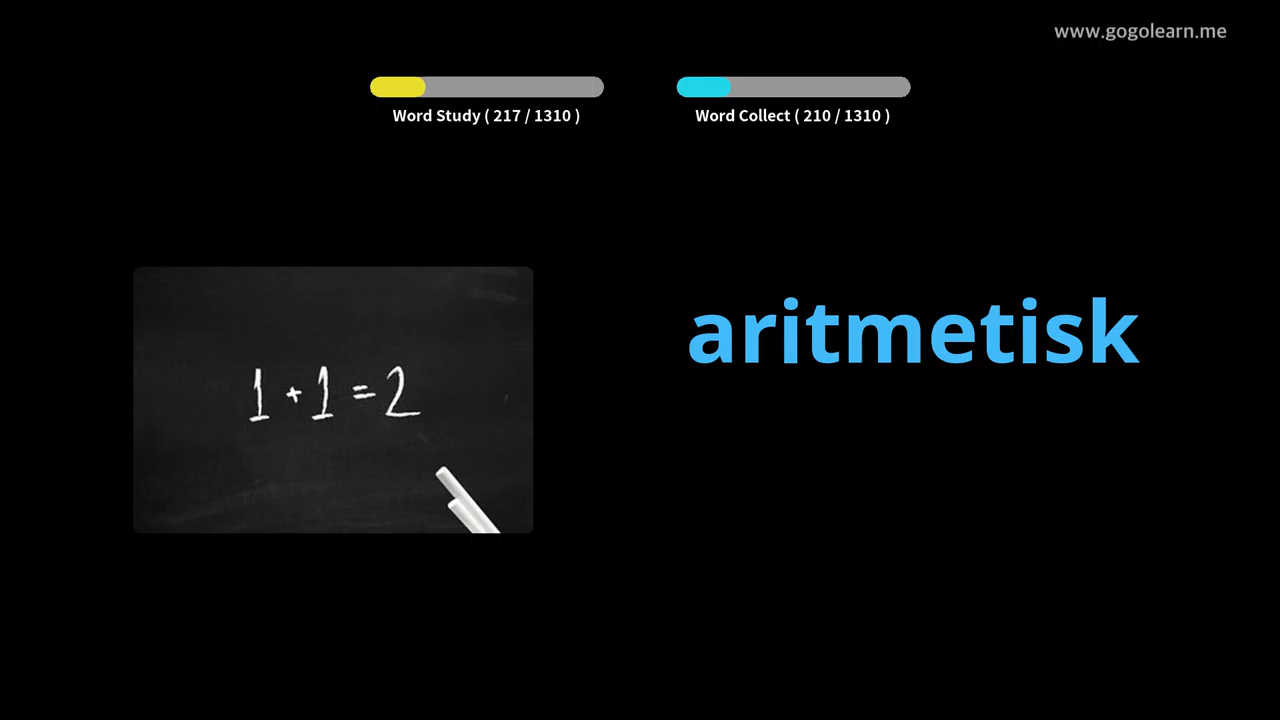 www.gogolearn.me
Word Study ( 217 / 1310 )
Word Collect ( 210 / 1310 )
aritmetisk
1 + 1 = 2